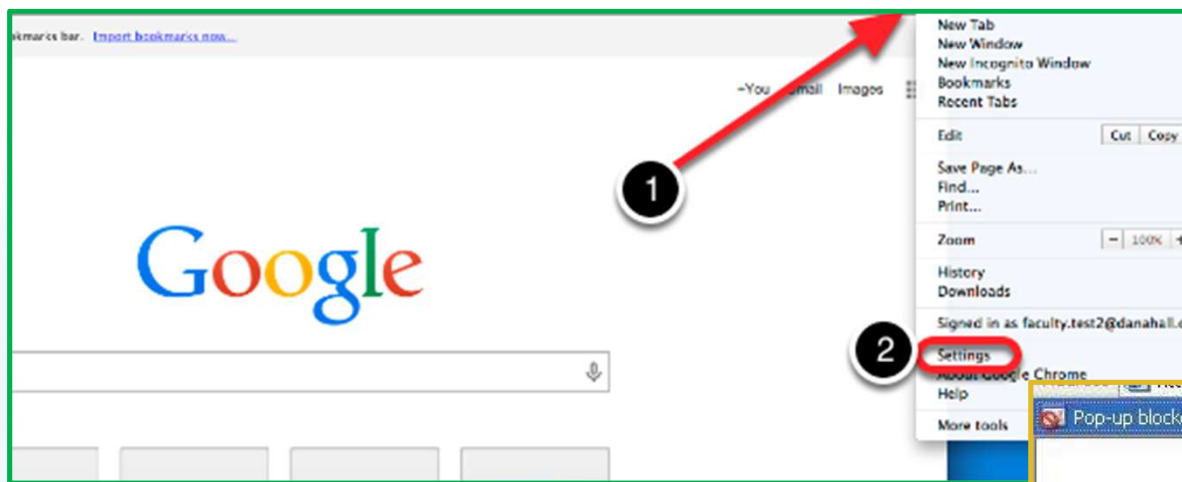 bookmarks bar. Import bookmarks now...
+You Gmail Images
1
Google
New Tab
New Window
New Incognito Window
Bookmarks
Recent Tabs
Edit Cut Copy
Save Page As...
Find...
Print...
Zoom - 100% +
History
Downloads
Signed in as faculty.test2@danahall.
2
Settings
About Google Chrome
Help
More tools
Pop-up blocke